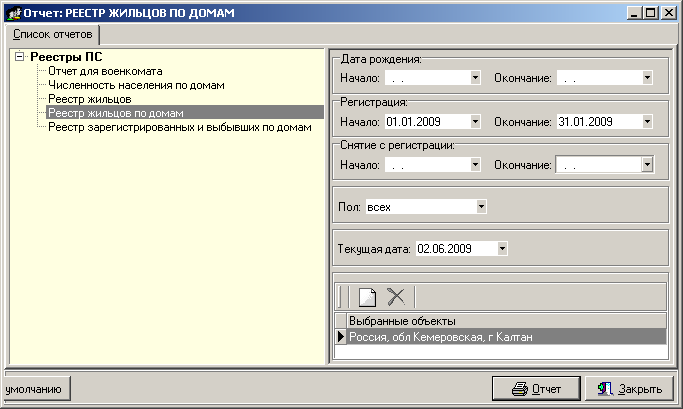 Отчет: РЕЕСТР ЖИЛЬЦОВ ПО ДОМАМ
Список отчетов
Реестры ПС
Отчет для военкомата
Численность населения по домам
Реестр жильцов
Реестр жильцов по домам
Реестр зарегистрированных и выбывших по домам
Дата рождения:
Начало: . . Окончание: . .
Регистрация:
Начало: 01.01.2009 Окончание: 31.01.2009
Снятие с регистрации:
Начало: . . Окончание: . .
Пол: всех
Текущая дата: 02.06.2009
Выбранные объекты
Россия, обл Кемеровская, г Калтан
умолчанию Отчет Закрыть